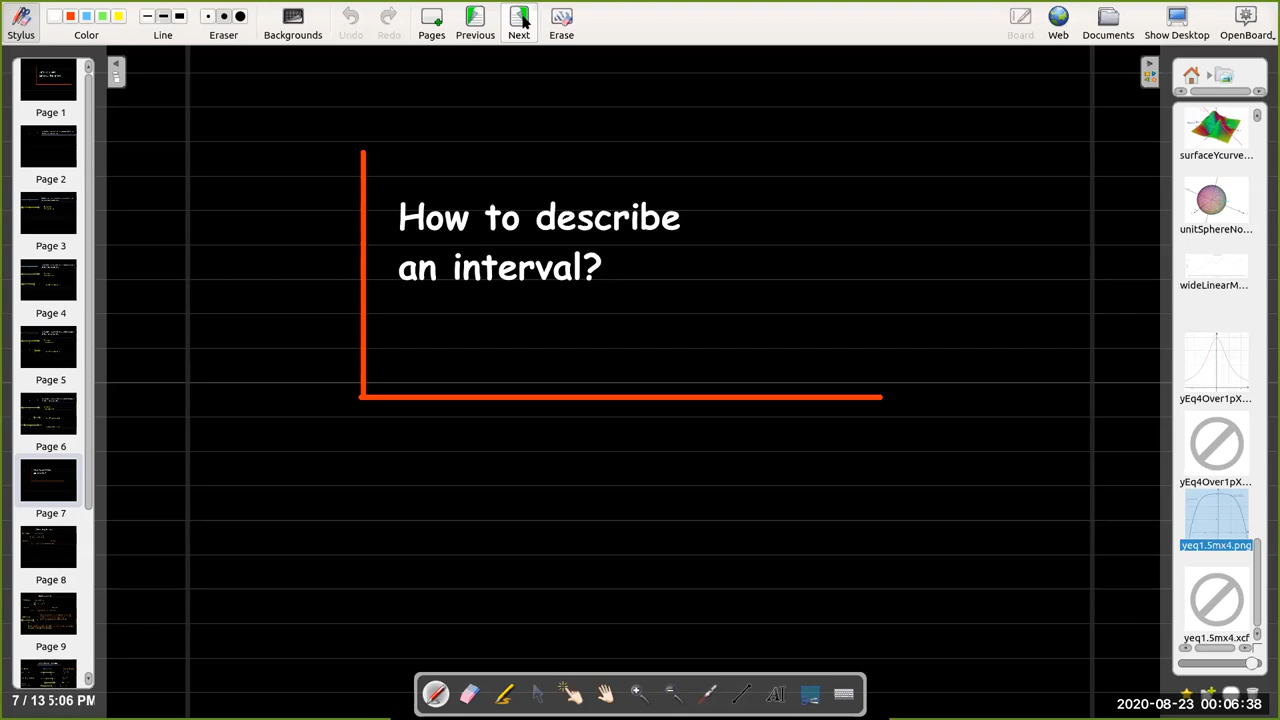 Stylus
Color
Line
Eraser
Backgrounds
Undo
Redo
Pages
Previous
Next
Erase
Board
Web
Documents
Show Desktop
OpenBoard
Page 1
Page 2
Page 3
Page 4
Page 5
Page 6
Page 7
Page 8
Page 9
7 / 13
5:06 PM
How to describe
an interval?
surfaceYcurve...
unitSphereNo...
wideLinearM...
yEq4Over1pX...
yEq4Over1pX...
yeq1.5mx4.png
yeq1.5mx4.xcf
2020-08-23 00:06:38